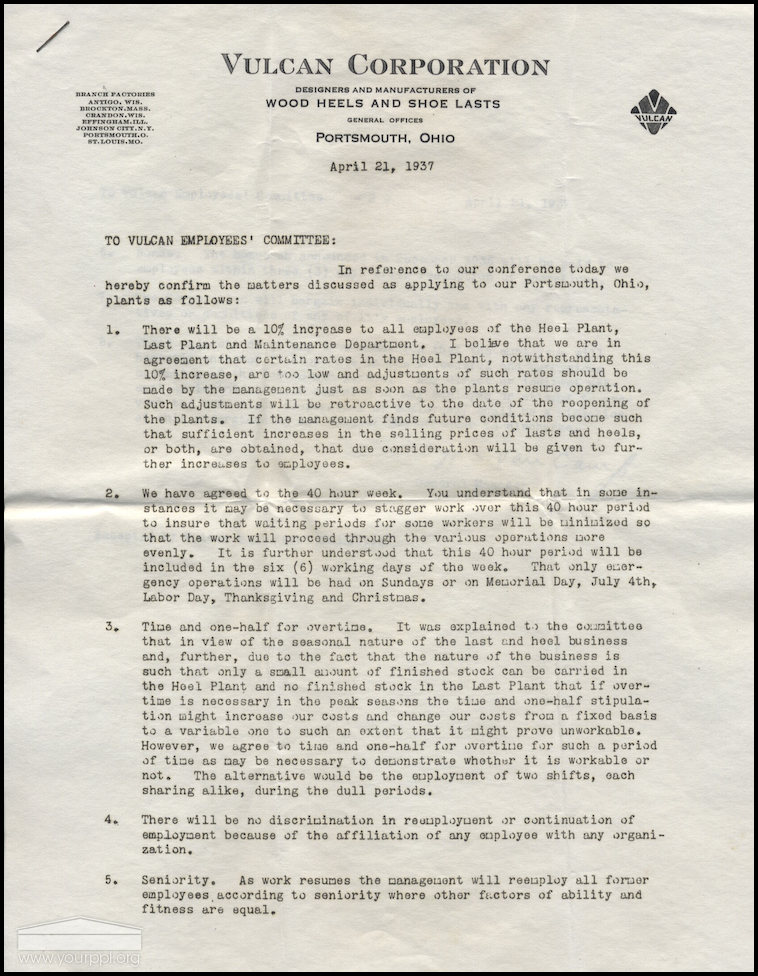 VULCAN CORPORATION
DESIGNERS AND MANUFACTURERS OF
WOOD HEELS AND SHOE LASTS
GENERAL OFFICES
PORTSMOUTH, OHIO
BRANCH FACTORIES
ANTIGO, WIS.
BROCKTON, MASS.
CRANDON, WIS.
EFFINGHAM, ILL.
JOHNSON CITY, N.Y.
PORTSMOUTH, O.
ST. LOUIS, MO.
V
VULCAN
April 21, 1937
TO VULCAN EMPLOYEES' COMMITTEE:
In reference to our conference today we
hereby confirm the matters discussed as applying to our Portsmouth, Ohio,
plants as follows:
1. There will be a 10% increase to all employees of the Heel Plant,
Last Plant and Maintenance Department. I believe that we are in
agreement that certain rates in the Heel Plant, notwithstanding this
10% increase, are too low and adjustments of such rates should be
made by the management just as soon as the plants resume operation.
Such adjustments will be retroactive to the date of the reopening of
the plants. If the management finds future conditions become such
that sufficient increases in the selling prices of lasts and heels,
or both, are obtained, that due consideration will be given to fur-
ther increases to employees.
2. We have agreed to the 40 hour week. You understand that in some in-
stances it may be necessary to stagger work over this 40 hour period
to insure that waiting periods for some workers will be minimized so
that the work will proceed through the various operations more
evenly. It is further understood that this 40 hour period will be
included in the six (6) working days of the week. That only emer-
gency operations will be had on Sundays or on Memorial Day, July 4th,
Labor Day, Thanksgiving and Christmas.
3. Time and one-half for overtime. It was explained to the committee
that in view of the seasonal nature of the last and heel business
and, further, due to the fact that the nature of the business is
such that only a small amount of finished stock can be carried in
the Heel Plant and no finished stock in the Last Plant that if over-
time is necessary in the peak seasons the time and one-half stipula-
tion might increase our costs and change our costs from a fixed basis
to a variable one to such an extent that it might prove unworkable.
However, we agree to time and one-half for overtime for such a period
of time as may be necessary to demonstrate whether it is workable or
not. The alternative would be the employment of two shifts, each
sharing alike, during the dull periods.
4. There will be no discrimination in reemployment or continuation of
employment because of the affiliation of any employee with any organi-
zation.
5. Seniority. As work resumes the management will reemploy all former
employees according to seniority where other factors of ability and
fitness are equal.
www.yourppl.org